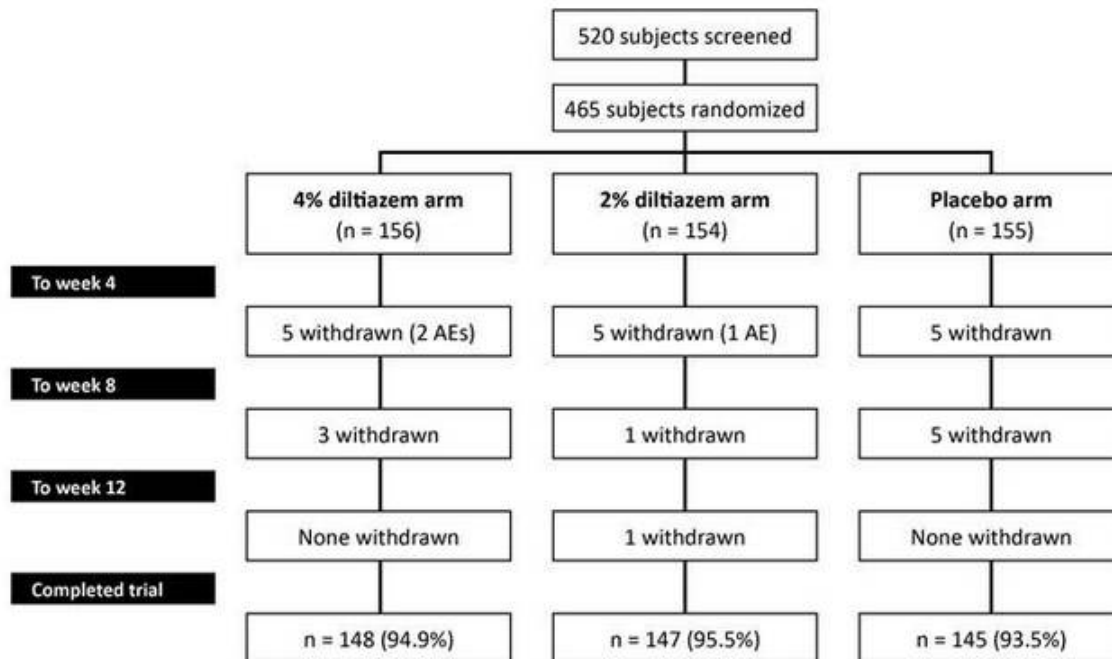 520 subjects screened
465 subjects randomized
4% diltiazem arm
(n = 156)
2% diltiazem arm
(n = 154)
Placebo arm
(n = 155)
To week 4
5 withdrawn (2 AEs)
5 withdrawn (1 AE)
5 withdrawn
To week 8
3 withdrawn
1 withdrawn
5 withdrawn
To week 12
None withdrawn
1 withdrawn
None withdrawn
Completed trial
n = 148 (94.9%)
n = 147 (95.5%)
n = 145 (93.5%)